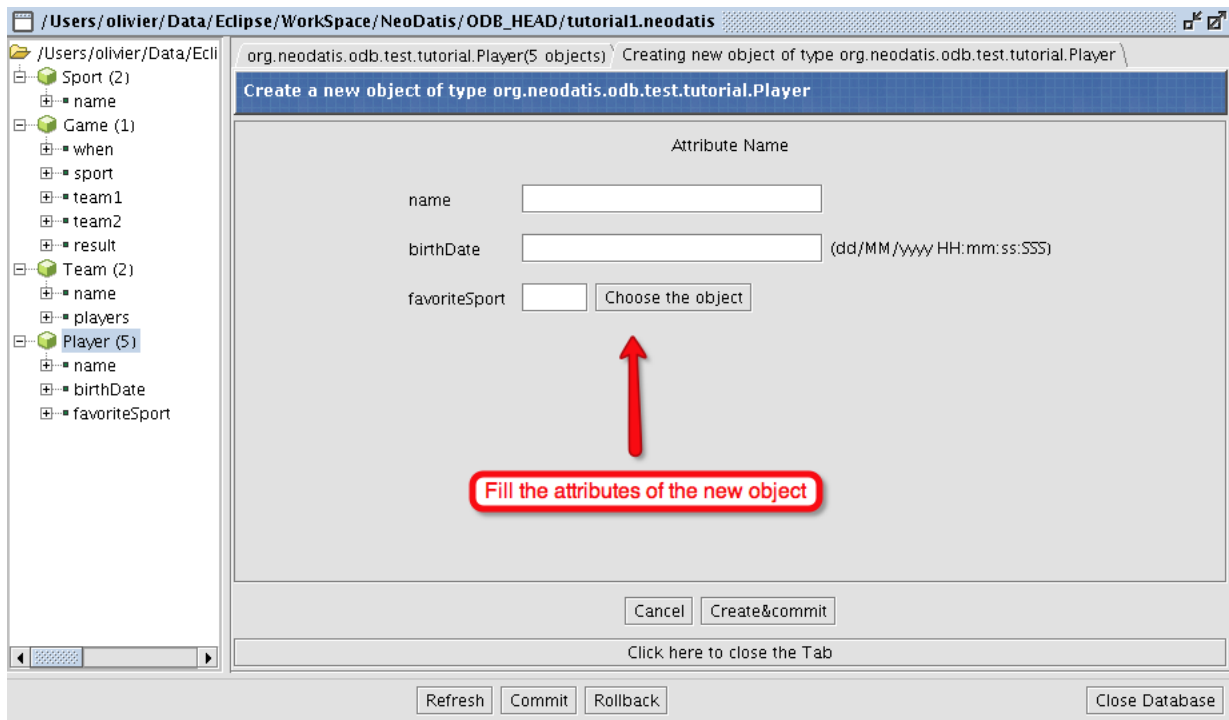 /Users/olivier/Data/Eclipse/WorkSpace/NeoDatis/ODB_HEAD/tutorial1.neodatis
/Users/olivier/Data/Ecli
Sport (2)
name
Game (1)
when
sport
team1
team2
result
Team (2)
name
players
Player (5)
name
birthDate
favoriteSport
org.neodatis.odb.test.tutorial.Player(5 objects)
Creating new object of type org.neodatis.odb.test.tutorial.Player
Create a new object of type org.neodatis.odb.test.tutorial.Player
Attribute Name
name
birthDate (dd/MM/yyyy HH:mm:ss:SSS)
favoriteSport Choose the object
Fill the attributes of the new object
Cancel Create&commit
Click here to close the Tab
Refresh Commit Rollback Close Database